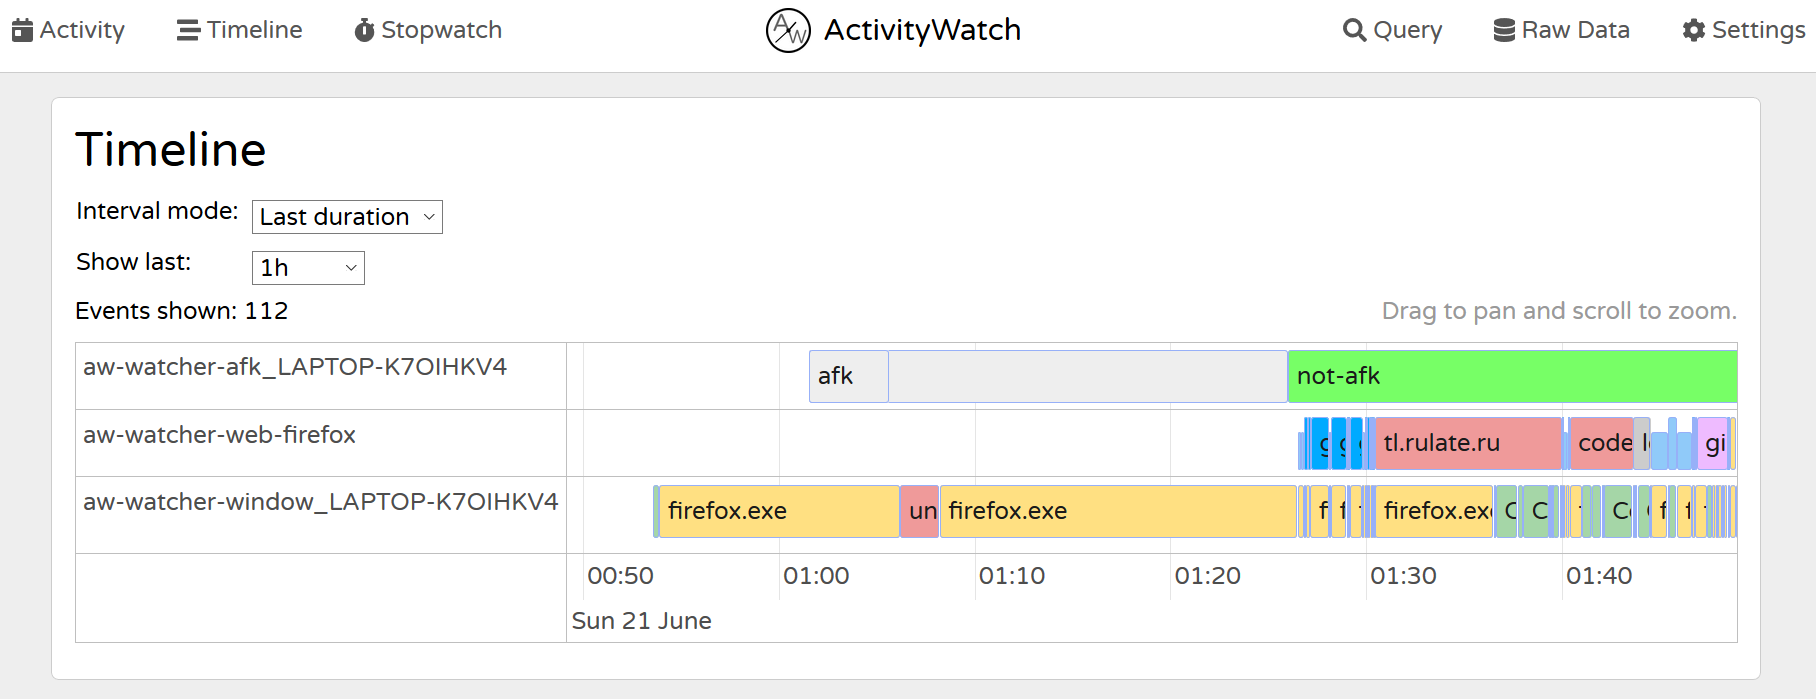 Activity Timeline Stopwatch ActivityWatch Query Raw Data Settings
Timeline
Interval mode: Last duration
Show last: 1h
Events shown: 112 Drag to pan and scroll to zoom.
aw-watcher-afk_LAPTOP-K7OIHKV4 afk not-afk
aw-watcher-web-firefox tl.rulate.ru code gi
aw-watcher-window_LAPTOP-K7OIHKV4 firefox.exe un firefox.exe f f firefox.ex C C C f f
00:50 01:00 01:10 01:20 01:30 01:40
Sun 21 June